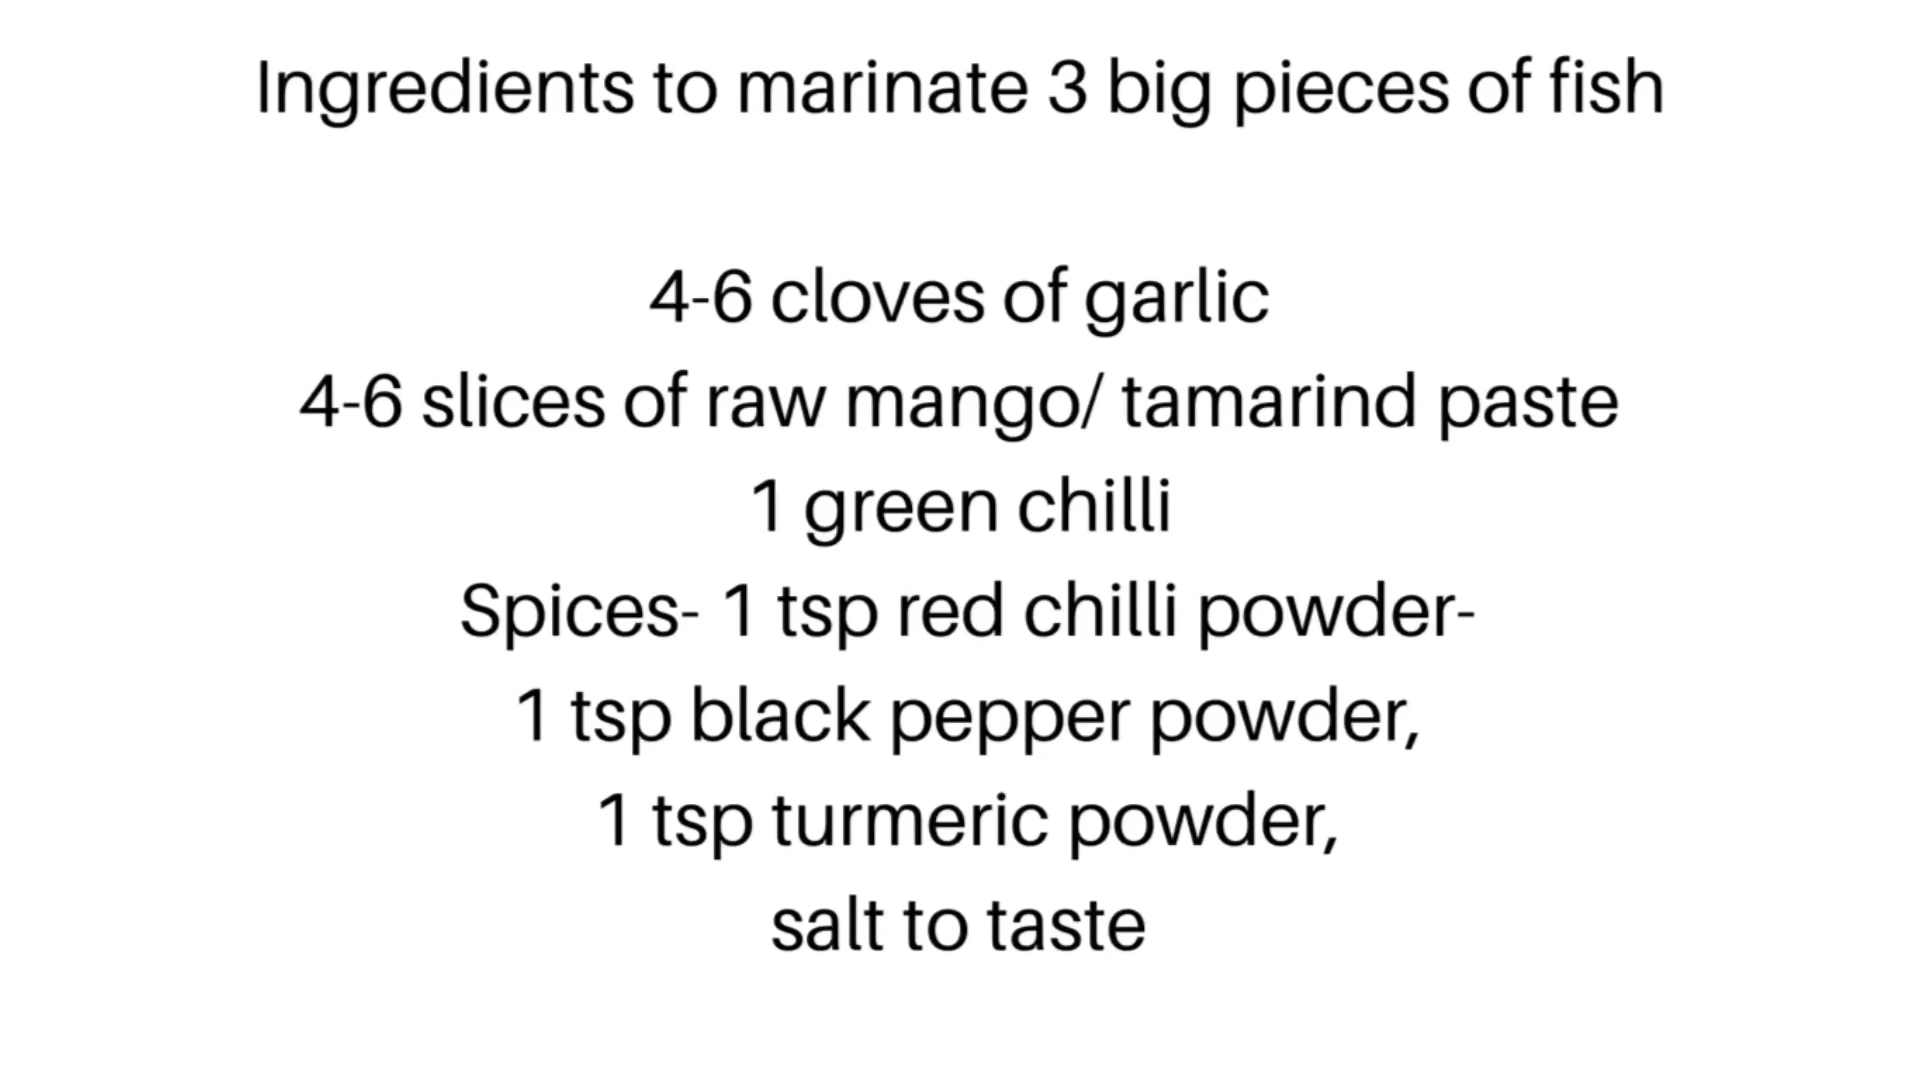 Ingredients to marinate 3 big pieces of fish
4-6 cloves of garlic
4-6 slices of raw mango/ tamarind paste
1 green chilli
Spices- 1 tsp red chilli powder-
1 tsp black pepper powder,
1 tsp turmeric powder,
salt to taste